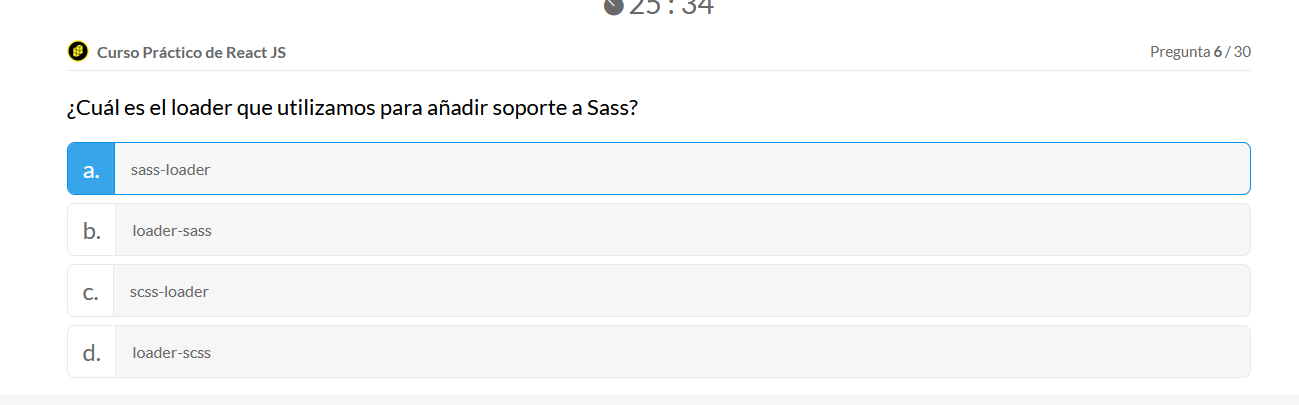 25 : 34
Curso Práctico de React JS
Pregunta 6 / 30
¿Cuál es el loader que utilizamos para añadir soporte a Sass?
a. sass-loader
b. loader-sass
c. scss-loader
d. loader-scss